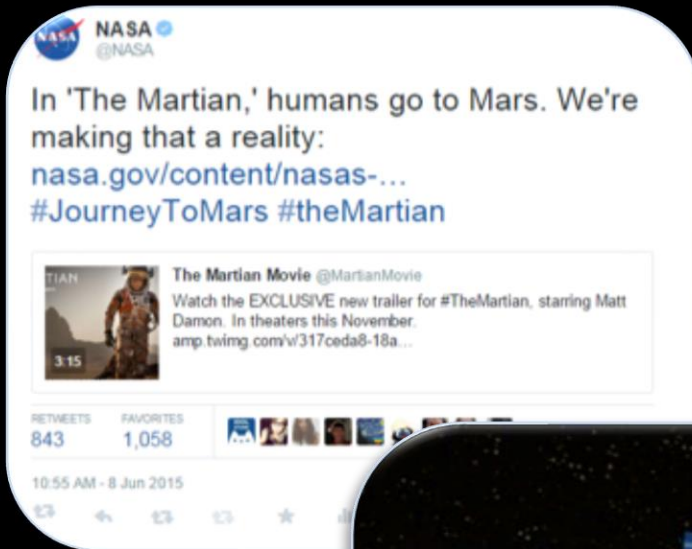 NASA
NASA
@NASA
In 'The Martian,' humans go to Mars. We're
making that a reality:
nasa.gov/content/nasas-...
#JourneyToMars #theMartian
TIAN
3:15
The Martian Movie @MartianMovie
Watch the EXCLUSIVE new trailer for #TheMartian, starring Matt
Damon. In theaters this November.
amp.twimg.com/v/317ceda8-18a...
RETWEETS FAVORITES
843 1,058
10:55 AM - 8 Jun 2015